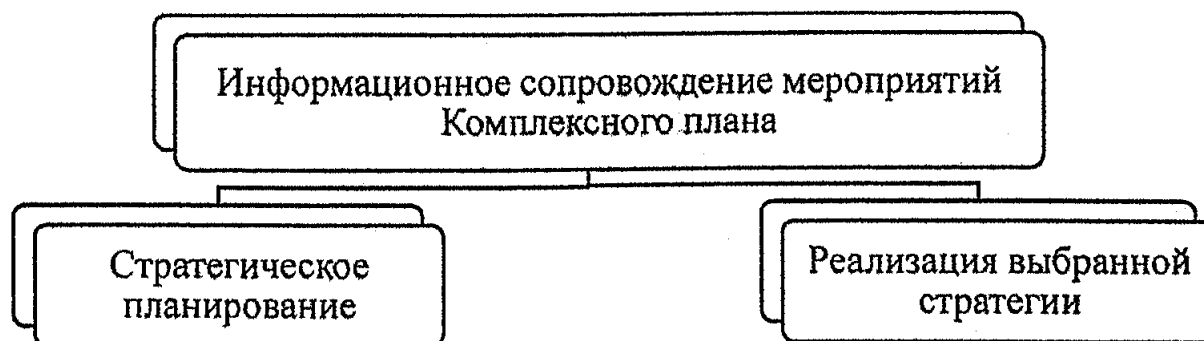 Информационное сопровождение мероприятий
Комплексного плана
Стратегическое
планирование
Реализация выбранной
стратегии